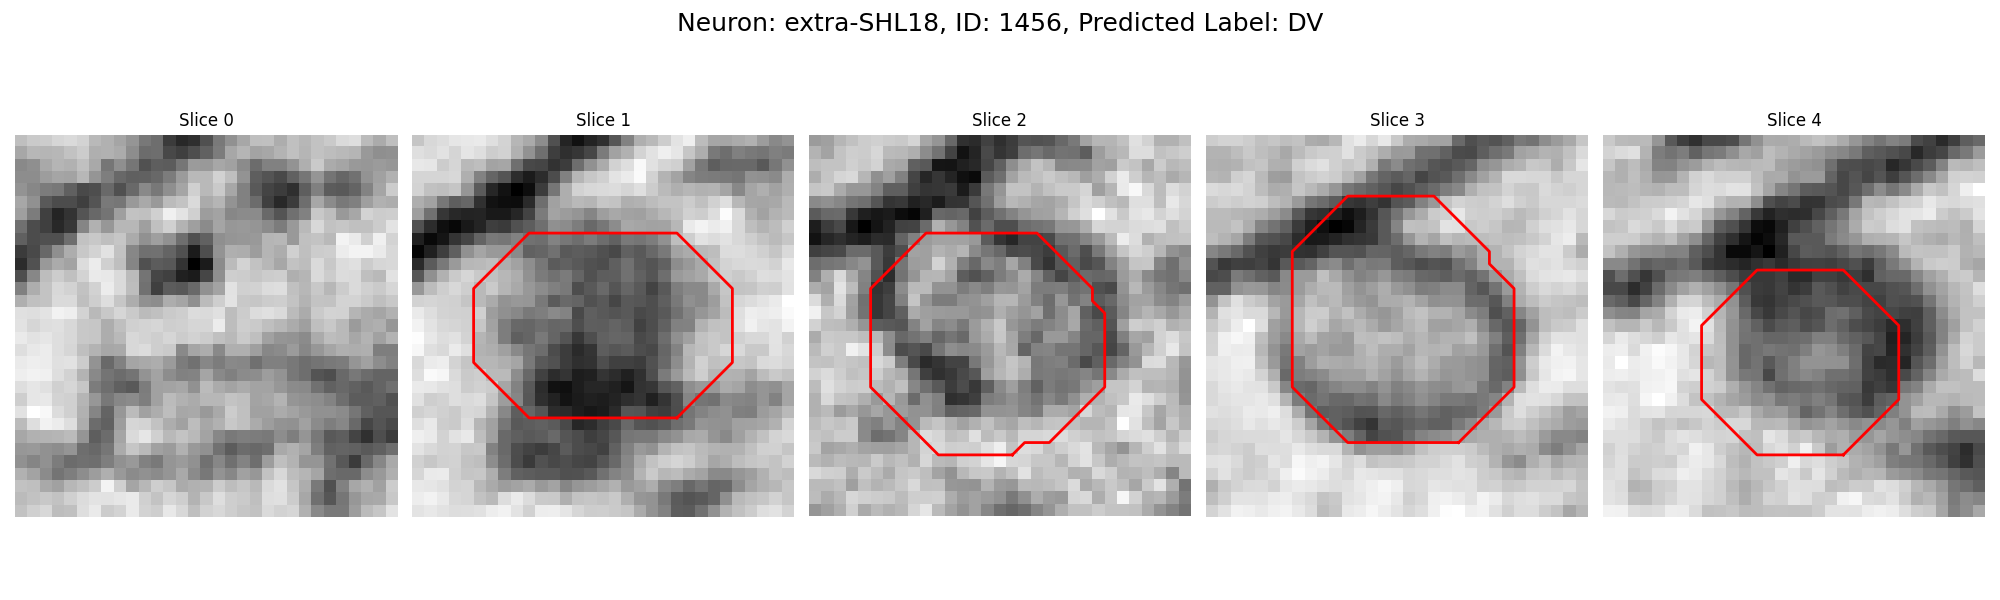 Neuron: extra-SHL18, ID: 1456, Predicted Label: DV
Slice 0
Slice 1
Slice 2
Slice 3
Slice 4